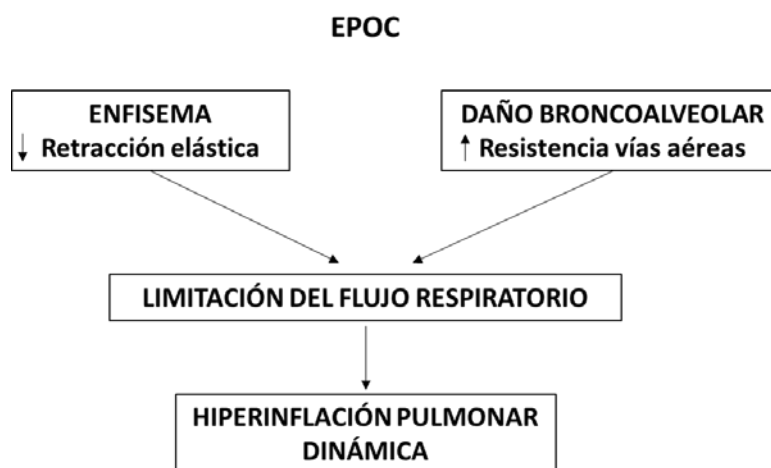 EPOC
ENFISEMA
↓ Retracción elástica
DAÑO BRONCOALVEOLAR
↑ Resistencia vías aéreas
LIMITACIÓN DEL FLUJO RESPIRATORIO
HIPERINFLACIÓN PULMONAR
DINÁMICA